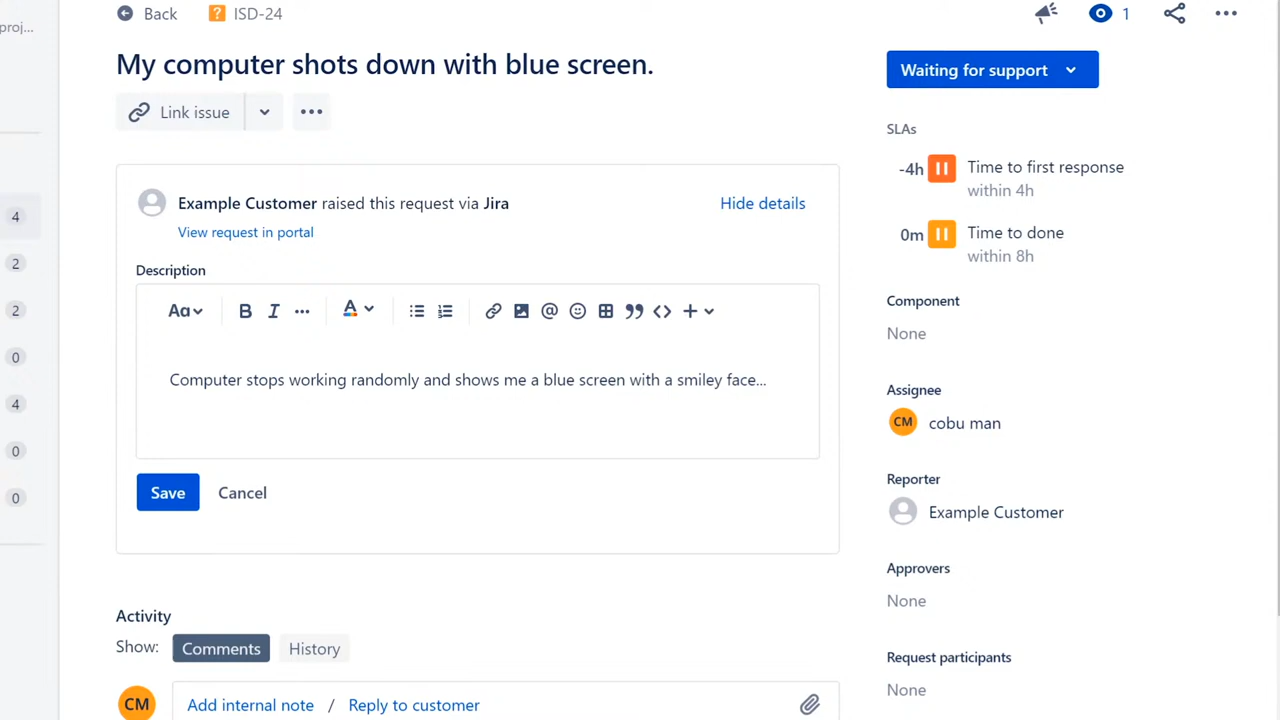 proj...
Back
ISD-24
1
My computer shots down with blue screen.
Link issue
Waiting for support
SLAs
-4h Time to first response
within 4h
0m Time to done
within 8h
Example Customer raised this request via Jira
Hide details
View request in portal
Description
Aa B I A @ +
Computer stops working randomly and shows me a blue screen with a smiley face...
Save Cancel
4
2
2
0
4
0
0
Component
None
Assignee
CM cobu man
Reporter
Example Customer
Approvers
None
Request participants
None
Activity
Show: Comments History
CM Add internal note / Reply to customer